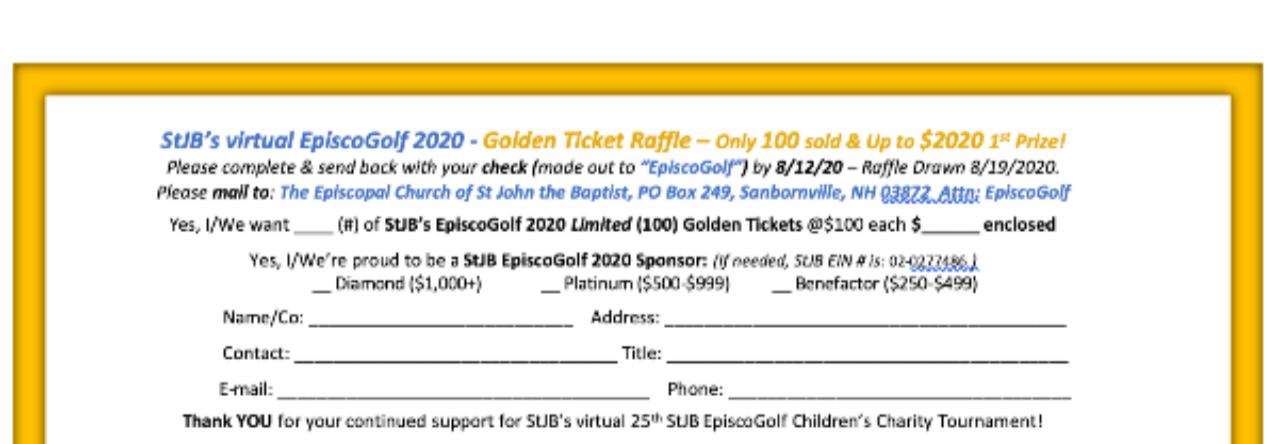 StJB's virtual EpiscoGolf 2020 - Golden Ticket Raffle – Only 100 sold & Up to $2020 1st Prize!
Please complete & send back with your check (made out to "EpiscoGolf") by 8/12/20 – Raffle Drawn 8/19/2020.
Please mail to: The Episcopal Church of St John the Baptist, PO Box 249, Sanbornville, NH 03872, Attn: EpiscoGolf
Yes, I/We want ____ (#) of StJB's EpiscoGolf 2020 Limited (100) Golden Tickets @$100 each $______ enclosed
Yes, I/We're proud to be a StJB EpiscoGolf 2020 Sponsor: (If needed, StJB EIN # is: 02-0277486.)
__ Diamond ($1,000+) __ Platinum ($500-$999) __ Benefactor ($250-$499)
Name/Co: ____________________________ Address: ____________________________
Contact: ____________________________ Title: ____________________________
E-mail: ____________________________ Phone: ____________________________
Thank YOU for your continued support for StJB's virtual 25th StJB EpiscoGolf Children's Charity Tournament!